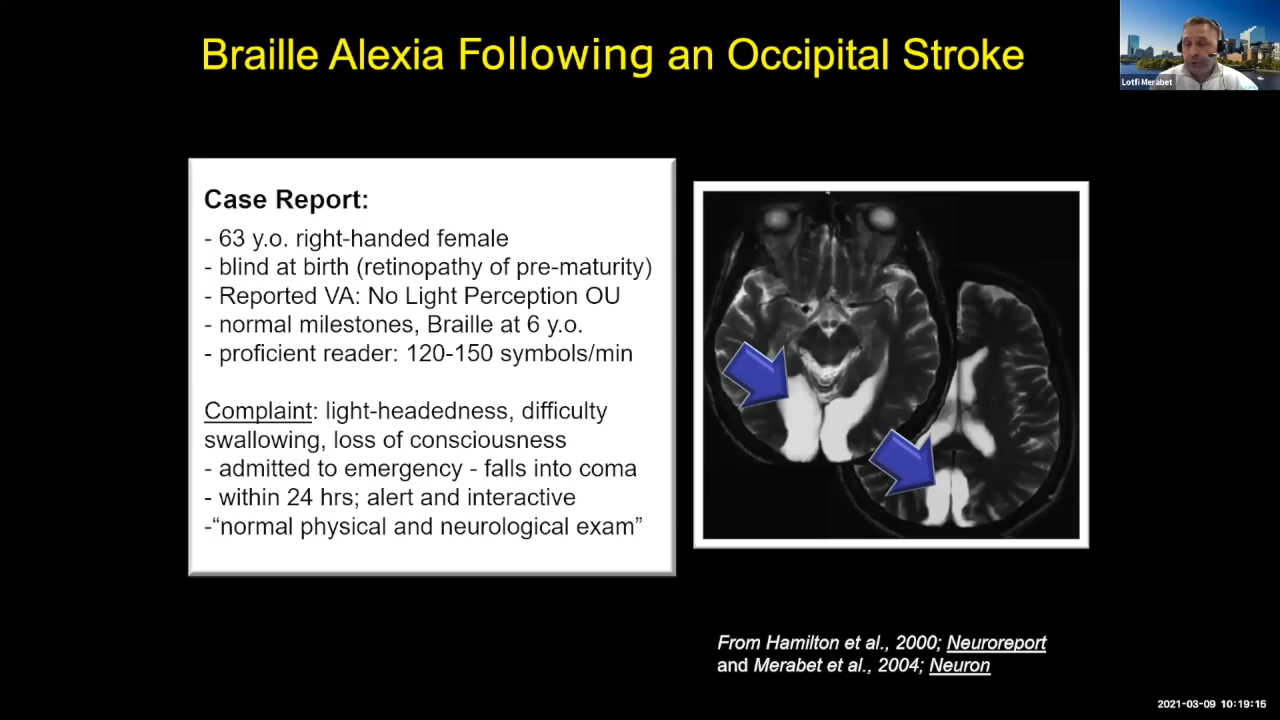 Braille Alexia Following an Occipital Stroke
Lotfi Merabet
Case Report:
- 63 y.o. right-handed female
- blind at birth (retinopathy of pre-maturity)
- Reported VA: No Light Perception OU
- normal milestones, Braille at 6 y.o.
- proficient reader: 120-150 symbols/min
Complaint: light-headedness, difficulty
swallowing, loss of consciousness
- admitted to emergency - falls into coma
- within 24 hrs; alert and interactive
-“normal physical and neurological exam”
From Hamilton et al., 2000; Neuroreport
and Merabet et al., 2004; Neuron
2021-03-09 10:19:15